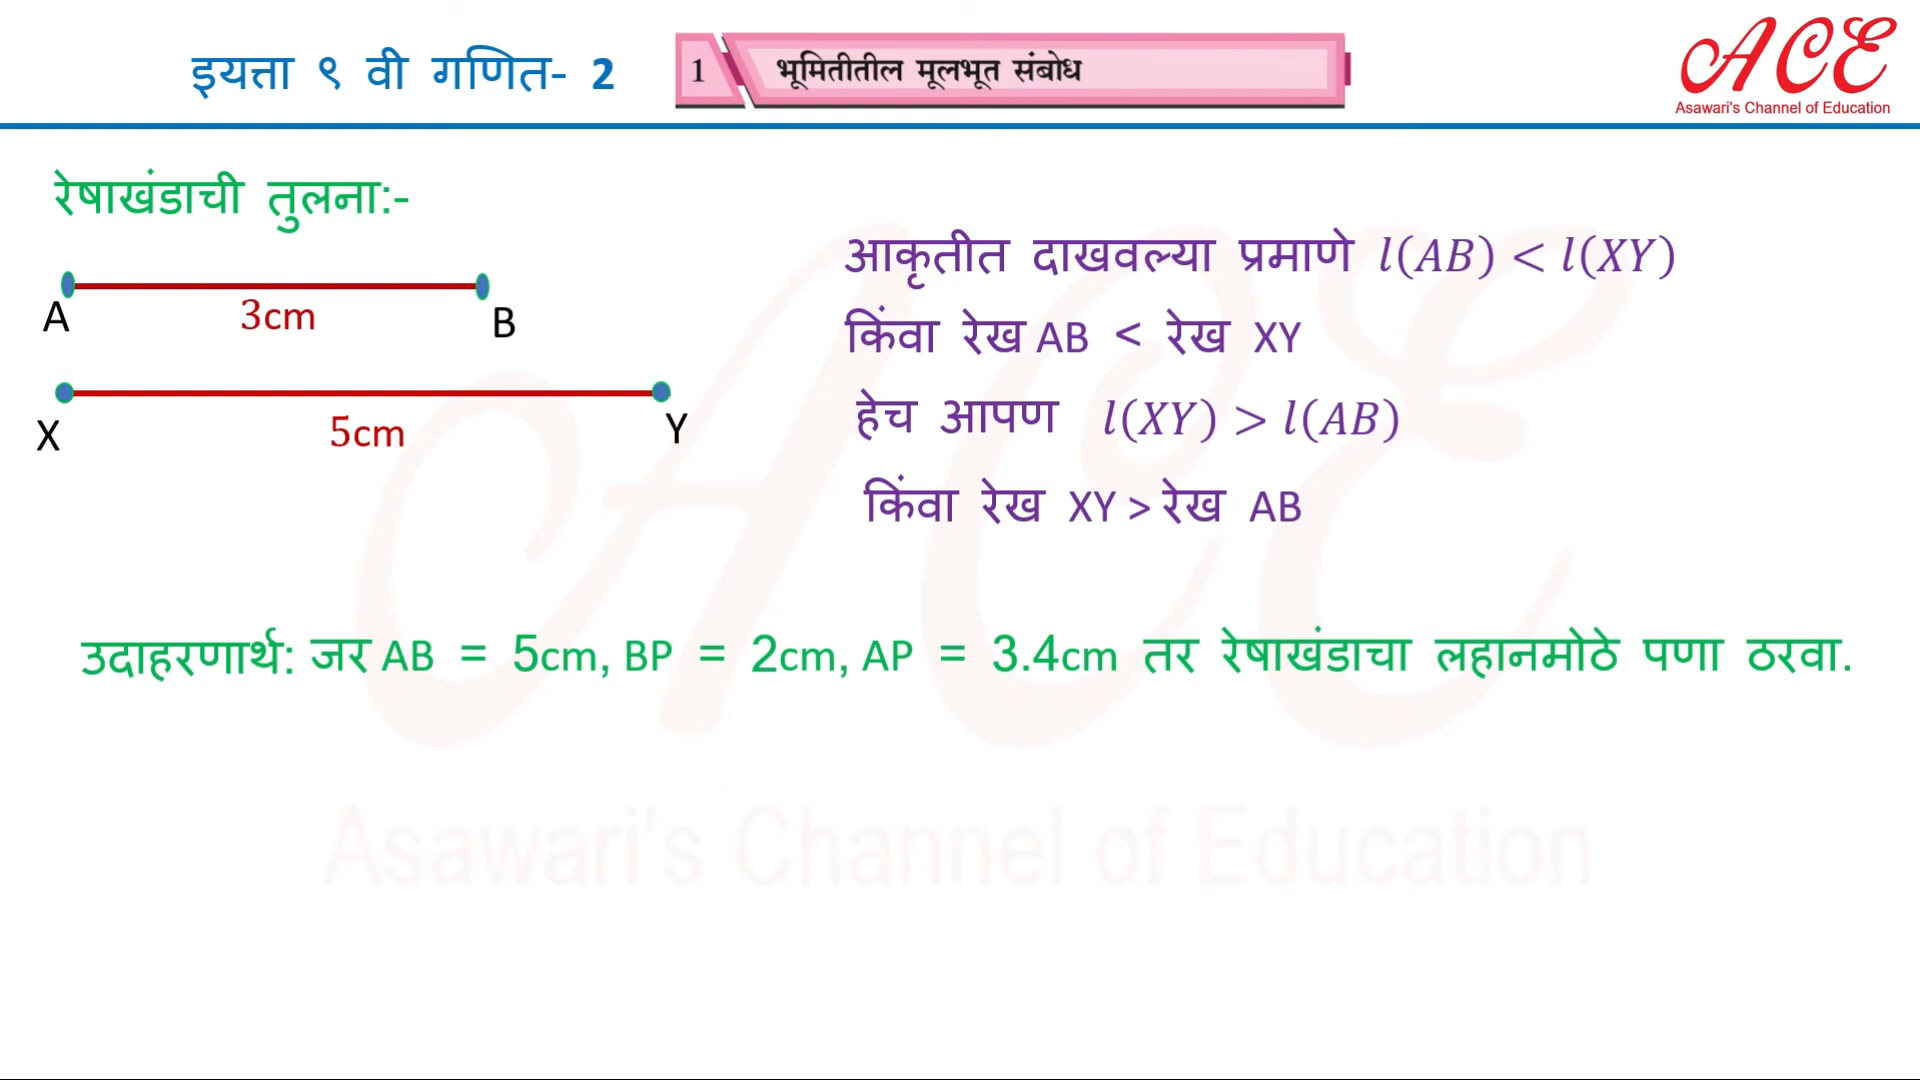 इयत्ता ९ वी गणित- 2
1 भूमितीतील मूलभूत संबोध
ACE
Asawari's Channel of Education
रेषाखंडाची तुलना:-
A 3cm B
X 5cm Y
आकृतीत दाखवल्या प्रमाणे l(AB) < l(XY)
किंवा रेख AB < रेख XY
हेच आपण l(XY) > l(AB)
किंवा रेख XY > रेख AB
उदाहरणार्थ: जर AB = 5cm, BP = 2cm, AP = 3.4cm तर रेषाखंडाचा लहानमोठे पणा ठरवा.
ACE
Asawari's Channel of Education